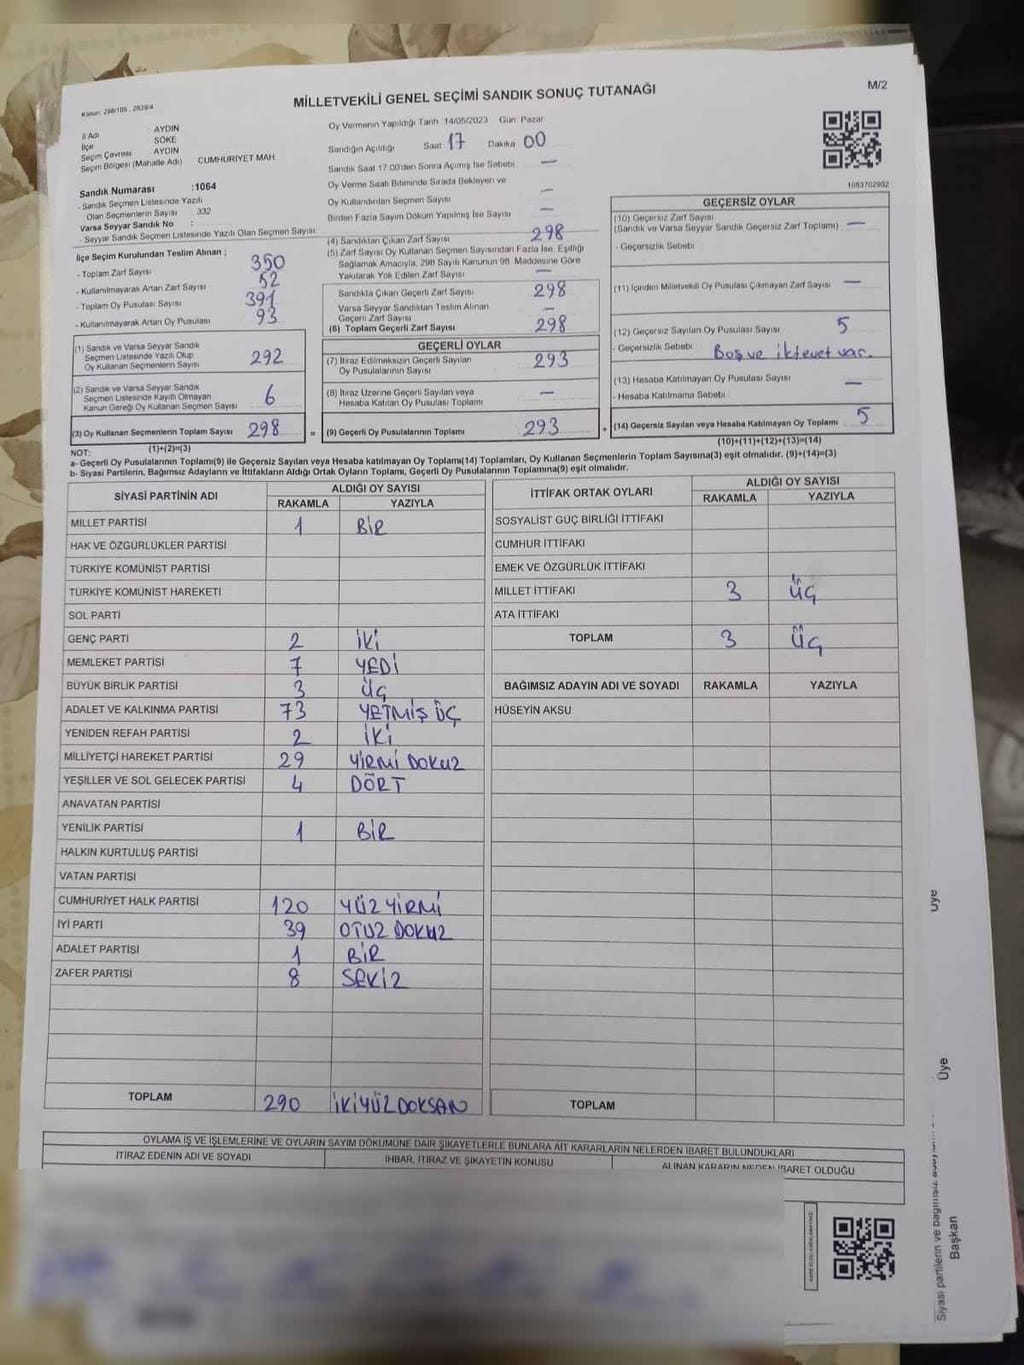 Kanun: 298/105 , 2839/4
MİLLETVEKİLİ GENEL SEÇİMİ SANDIK SONUÇ TUTANAĞI
M/2
İl Adı AYDIN
İlçe SÖKE
Seçim Çevresi AYDIN
Seçim Bölgesi (Mahalle Adı) CUMHURIYET MAH.
Sandık Numarası :1064
- Sandık Seçmen Listesinde Yazılı
Olan Seçmenlerin Sayısı : 332
Varsa Seyyar Sandık No :
- Seyyar Sandık Seçmen Listesinde Yazılı Olan Seçmen Sayısı
Oy Vermenin Yapıldığı Tarih 14/05/2023 Gün Pazar
Sandığın Açıldığı Saat 17 Dakika 00
Sandık Saat 17 00'den Sonra Açılmış İse Sebebi —
Oy Verme Saati Bitiminde Sırada Bekleyen ve
Oy Kullandırılan Seçmen Sayısı —
Birden Fazla Sayım Döküm Yapılmış İse Sayısı —
1083702902
İlçe Seçim Kurulundan Teslim Alınan ;
- Toplam Zarf Sayısı 350
- Kullanılmayarak Artan Zarf Sayısı 52
- Toplam Oy Pusulası Sayısı 391
- Kullanılmayarak Artan Oy Pusulası 93
(4) Sandıktan Çıkan Zarf Sayısı 298
(5) Zarf Sayısı Oy Kullanan Seçmen Sayısından Fazla İse, Eşitliği
Sağlamak Amacıyla, 298 Sayılı Kanunun 98. Maddesine Göre
Yakılarak Yok Edilen Zarf Sayısı —
Sandıkta Çıkan Geçerli Zarf Sayısı 298
Varsa Seyyar Sandıktan Teslim Alınan
Geçerli Zarf Sayısı —
(6) Toplam Geçerli Zarf Sayısı 298
GEÇERSİZ OYLAR
(10) Geçersiz Zarf Sayısı
(Sandık ve Varsa Seyyar Sandık Geçersiz Zarf Toplamı) —
- Geçersizlik Sebebi
(11) İçinden Milletvekili Oy Pusulası Çıkmayan Zarf Sayısı —
(12) Geçersiz Sayılan Oy Pusulası Sayısı 5
- Geçersizlik Sebebi Boş ve iki evet var.
(13) Hesaba Katılmayan Oy Pusulası Sayısı —
- Hesaba Katılmama Sebebi
(14) Geçersiz Sayılan veya Hesaba Katılmayan Oy Toplamı 5
(10)+(11)+(12)+(13)=(14)
(1) Sandık ve Varsa Seyyar Sandık
Seçmen Listesinde Yazılı Olup
Oy Kullanan Seçmenlerin Sayısı 292
(2) Sandık ve Varsa Seyyar Sandık
Seçmen Listesinde Kayıtlı Olmayan
Kanun Gereği Oy Kullanan Seçmen Sayısı 6
(3) Oy Kullanan Seçmenlerin Toplam Sayısı 298
(1)+(2)=(3)
GEÇERLİ OYLAR
(7) İtiraz Edilmeksizin Geçerli Sayılan
Oy Pusulalarının Sayısı 293
(8) İtiraz Üzerine Geçerli Sayılan veya
Hesaba Katılan Oy Pusulası Toplamı —
= (9) Geçerli Oy Pusulalarının Toplamı 293 +
NOT:
a- Geçerli Oy Pusulalarının Toplamı(9) ile Geçersiz Sayılan veya Hesaba katılmayan Oy Pusulası Toplamı(14) Toplamları, Oy Kullanan Seçmenlerin Toplam Sayısına(3) eşit olmalıdır. (9)+(14)=(3)
b- Siyasi Partilerin, Bağımsız Adayların ve İttifakların Aldığı Ortak Oyların Toplamı, Geçerli Oy Pusulalarının Toplamına(9) eşit olmalıdır.
SİYASİ PARTİNİN ADI ALDIĞI OY SAYISI
RAKAMLA YAZIYLA
MİLLET PARTİSİ 1 BİR
HAK VE ÖZGÜRLÜKLER PARTİSİ
TÜRKİYE KOMÜNİST PARTİSİ
TÜRKİYE KOMÜNİST HAREKETİ
SOL PARTİ
GENÇ PARTİ 2 İKİ
MEMLEKET PARTİSİ 7 YEDİ
BÜYÜK BİRLİK PARTİSİ 3 ÜÇ
ADALET VE KALKINMA PARTİSİ 73 YETMİŞ ÜÇ
YENİDEN REFAH PARTİSİ 2 İKİ
MİLLİYETÇİ HAREKET PARTİSİ 29 YİRMİ DOKUZ
YEŞİLLER VE SOL GELECEK PARTİSİ 4 DÖRT
ANAVATAN PARTİSİ
YENİLİK PARTİSİ 1 BİR
HALKIN KURTULUŞ PARTİSİ
VATAN PARTİSİ
CUMHURİYET HALK PARTİSİ 120 YÜZ YİRMİ
İYİ PARTİ 39 OTUZ DOKUZ
ADALET PARTİSİ 1 BİR
ZAFER PARTİSİ 8 SEKİZ
TOPLAM 290 İKİYÜZ DOKSAN
İTTİFAK ORTAK OYLARI ALDIĞI OY SAYISI
RAKAMLA YAZIYLA
SOSYALİST GÜÇ BİRLİĞİ İTTİFAKI
CUMHUR İTTİFAKI
EMEK VE ÖZGÜRLÜK İTTİFAKI
MİLLET İTTİFAKI 3 ÜÇ
ATA İTTİFAKI
TOPLAM 3 ÜÇ
BAĞIMSIZ ADAYIN ADI VE SOYADI RAKAMLA YAZIYLA
HÜSEYİN AKSU
TOPLAM
OYLAMA İŞ VE İŞLEMLERİNE VE OYLARIN SAYIM DÖKÜMÜNE DAİR ŞİKAYETLERLE BUNLARA AİT KARARLARIN NELERDEN İBARET BULUNDUKLARI
İTİRAZ EDENİN ADI VE SOYADI İHBAR, İTİRAZ VE ŞİKAYETİN KONUSU ALINAN KARARIN NEDEN İBARET OLDUĞU
Üye
Üye
Başkan
Siyasi partilerin ve bağımsız